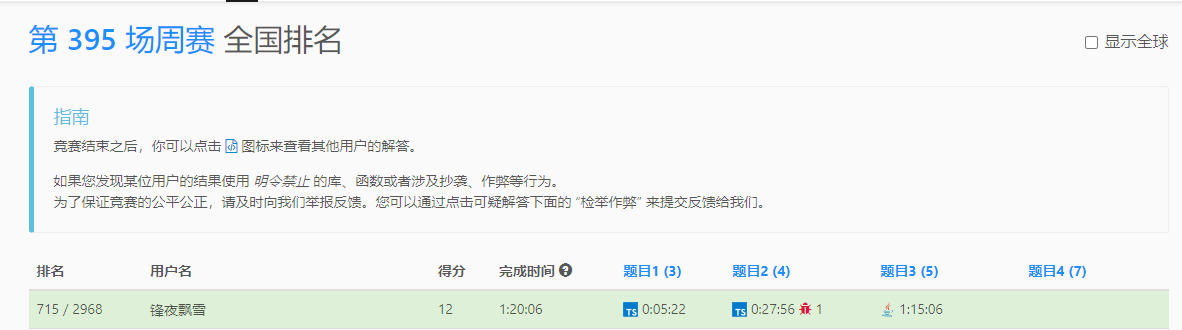 第 395 场周赛 全国排名
显示全球
指南
竞赛结束之后，你可以点击 图标来查看其他用户的解答。
如果您发现某位用户的结果使用 明令禁止 的库、函数或者涉及抄袭、作弊等行为。
为了保证竞赛的公平公正，请及时向我们举报反馈。您可以通过点击可疑解答下面的 “检举作弊” 来提交反馈给我们。
排名 用户名 得分 完成时间 题目1 (3) 题目2 (4) 题目3 (5) 题目4 (7)
715 / 2968 锋夜飘雪 12 1:20:06 TS 0:05:22 TS 0:27:56 1 1:15:06